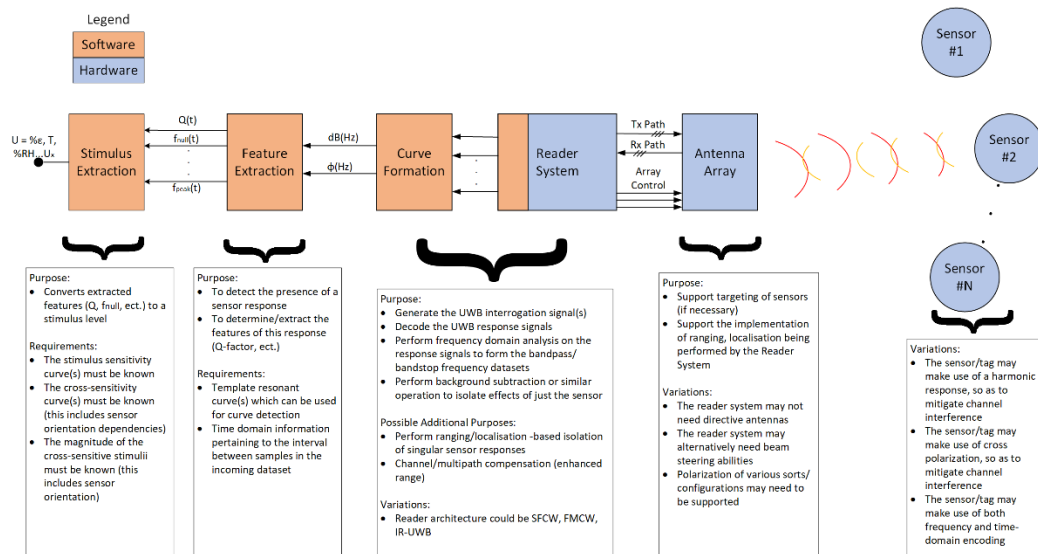 Legend
Software
Hardware
Sensor
#1
Sensor
#2
Sensor
#N
U = %ε, T,
%RH...Uₓ
Stimulus
Extraction
Q(t)
fnull(t)
fpeak(t)
Feature
Extraction
dB(Hz)
ϕ(Hz)
Curve
Formation
Reader
System
Tx Path
Rx Path
Array
Control
Antenna
Array
Purpose:
• Converts extracted
features (Q, fnull, ect.) to a
stimulus level
Requirements:
• The stimulus sensitivity
curve(s) must be known
• The cross-sensitivity
curve(s) must be known
(this includes sensor
orientation dependencies)
• The magnitude of the
cross-sensitive stimulii
must be known (this
includes sensor
orientation)
Purpose:
• To detect the presence of a
sensor response
• To determine/extract the
features of this response
(Q-factor, ect.)
Requirements:
• Template resonant
curve(s) which can be used
for curve detection
• Time domain information
pertaining to the interval
between samples in the
incoming dataset
Purpose:
• Generate the UWB interrogation signal(s)
• Decode the UWB response signals
• Perform frequency domain analysis on the
response signals to form the bandpass/
bandstop frequency datasets
• Perform background subtraction or similar
operation to isolate effects of just the sensor
Possible Additional Purposes:
• Perform ranging/localisation -based isolation of
singular sensor responses
• Channel/multipath compensation (enhanced
range)
Variations:
• Reader architecture could be SFCW, FMCW,
IR-UWB
Purpose:
• Support targeting of sensors
(if necessary)
• Support the implementation
of ranging, localisation being
performed by the Reader
System
Variations:
• The reader system may not
need directive antennas
• The reader system may
alternatively need beam
steering abilities
• Polarization of various sorts/
configurations may need to
be supported
Variations:
• The sensor/tag may
make use of a harmonic
response, so as to
mitigate channel
interference
• The sensor/tag may
make use of cross
polarization, so as to
mitigate channel
interference
• The sensor/tag may
make use of both
frequency and time-
domain encoding